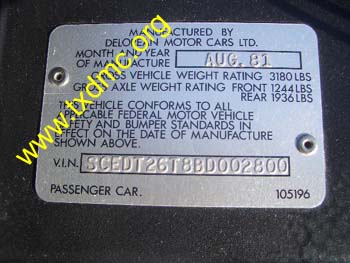 MANUFACTURED BY
DELOREAN MOTOR CARS LTD.
MONTH AND YEAR
OF MANUFACTURE AUG. 81
GROSS VEHICLE WEIGHT RATING 3180 LBS
GROSS AXLE WEIGHT RATING FRONT 1244 LBS
REAR 1936 LBS
THE VEHICLE CONFORMS TO ALL
APPLICABLE FEDERAL MOTOR VEHICLE
SAFETY AND BUMPER STANDARDS IN
EFFECT ON THE DATE OF MANUFACTURE
SHOWN ABOVE.
V.I.N. SCEDT26T8BD002800
PASSENGER CAR. 105196
www.txdmc.org